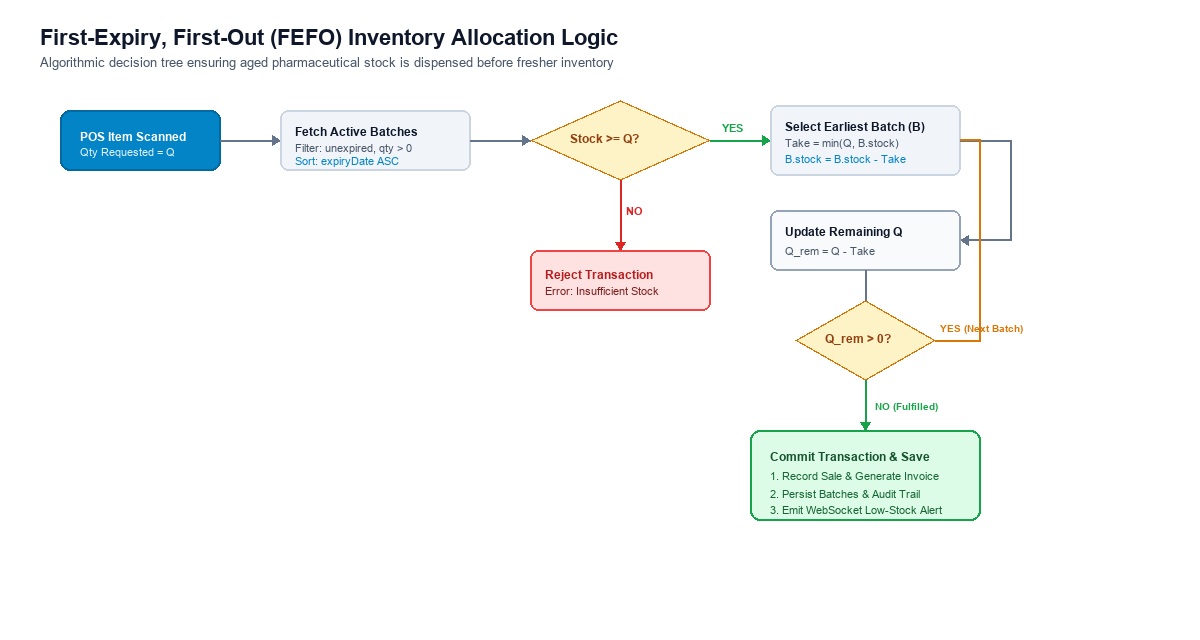 First-Expiry, First-Out (FEFO) Inventory Allocation Logic
Algorithmic decision tree ensuring aged pharmaceutical stock is dispensed before fresher inventory
POS Item Scanned
Qty Requested = Q
Fetch Active Batches
Filter: unexpired, qty > 0
Sort: expiryDate ASC
Stock >= Q?
YES
Select Earliest Batch (B)
Take = min(Q, B.stock)
B.stock = B.stock - Take
NO
Reject Transaction
Error: Insufficient Stock
Update Remaining Q
Q_rem = Q - Take
Q_rem > 0?
YES (Next Batch)
NO (Fulfilled)
Commit Transaction & Save
1. Record Sale & Generate Invoice
2. Persist Batches & Audit Trail
3. Emit WebSocket Low-Stock Alert